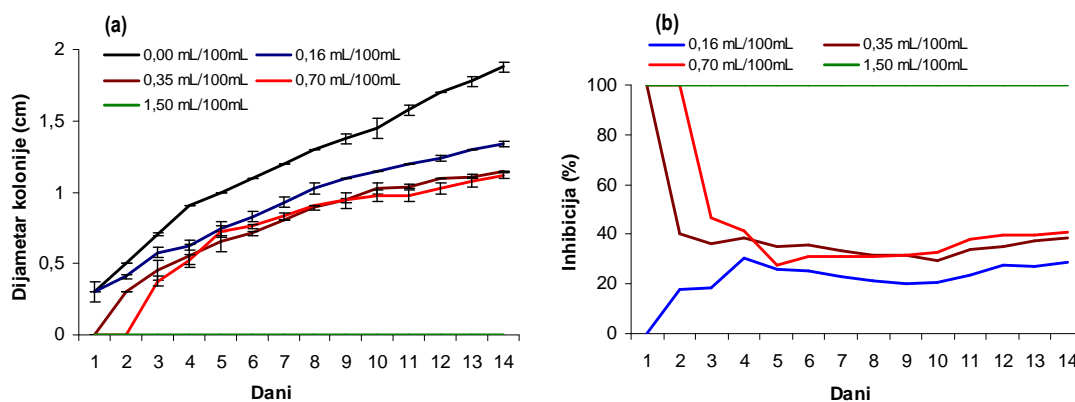 (a)
0,00 mL/100mL 0,16 mL/100mL
0,35 mL/100mL 0,70 mL/100mL
1,50 mL/100mL
Dijametar kolonije (cm)
2
1,5
1
0,5
0
1 2 3 4 5 6 7 8 9 10 11 12 13 14
Dani
(b)
0,16 mL/100mL 0,35 mL/100mL
0,70 mL/100mL 1,50 mL/100mL
Inhibicija (%)
100
80
60
40
20
0
1 2 3 4 5 6 7 8 9 10 11 12 13 14
Dani